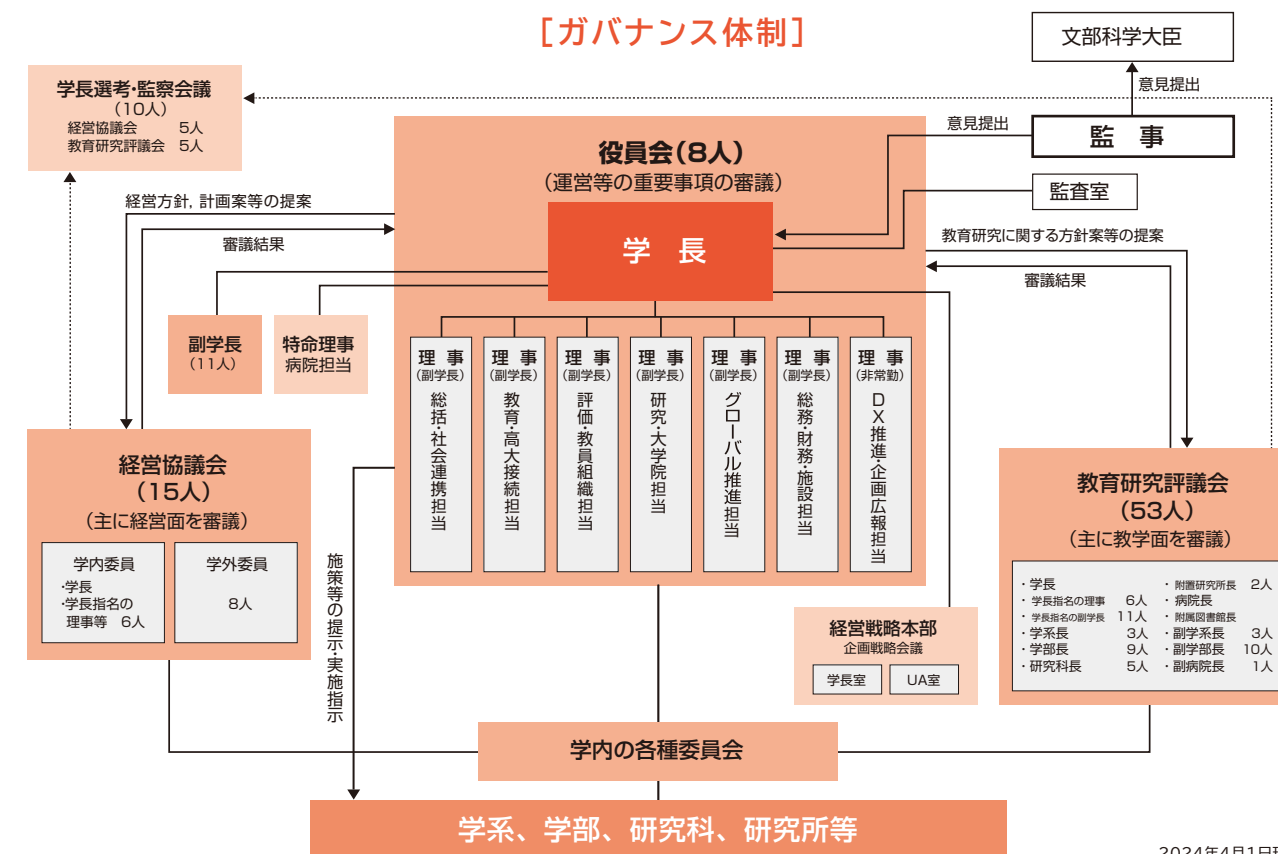 ［ガバナンス体制］
文部科学大臣
意見提出
監　事
意見提出
監査室
学長選考・監察会議
（10人）
経営協議会　5人
教育研究評議会　5人
役員会（8人）
（運営等の重要事項の審議）
学　長
経営方針，計画案等の提案
審議結果
教育研究に関する方針案等の提案
審議結果
副学長
（11人）
特命理事
病院担当
理　事
（副学長）
総括・社会連携担当
理　事
（副学長）
教育・高大接続担当
理　事
（副学長）
評価・教員組織担当
理　事
（副学長）
研究・大学院担当
理　事
（副学長）
グローバル推進担当
理　事
（副学長）
総務・財務・施設担当
理　事
（非常勤）
DX推進・企画広報担当
経営協議会
（15人）
（主に経営面を審議）
学内委員
・学長
・学長指名の
理事等　6人
学外委員
8人
施策等の提示・実施指示
教育研究評議会
（53人）
（主に教学面を審議）
・学長
・学長指名の理事　6人
・学長指名の副学長　11人
・学系長　3人
・学部長　9人
・研究科長　5人
・附置研究所長　2人
・病院長
・附属図書館長
・副学系長　3人
・副学部長　10人
・副病院長　1人
経営戦略本部
企画戦略会議
学長室
UA室
学内の各種委員会
学系、学部、研究科、研究所等
2024年4月1日